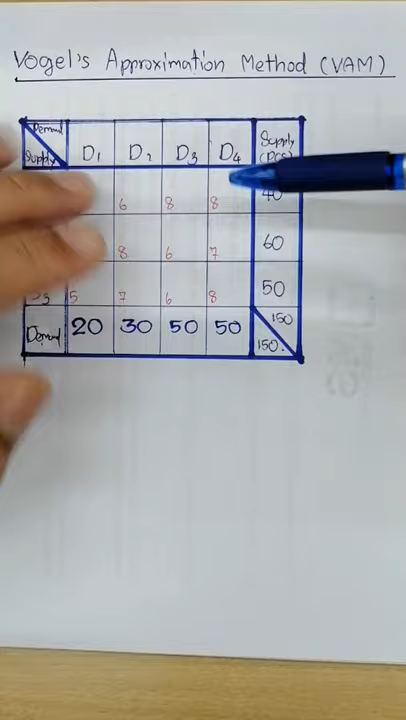 Vogel's Approximation Method (VAM)
Demand Supply D₁ D₂ D₃ D₄ Supply
6 8 8 40
8 6 7 60
3 5 7 6 8 50
Demand 20 30 50 50 150 150